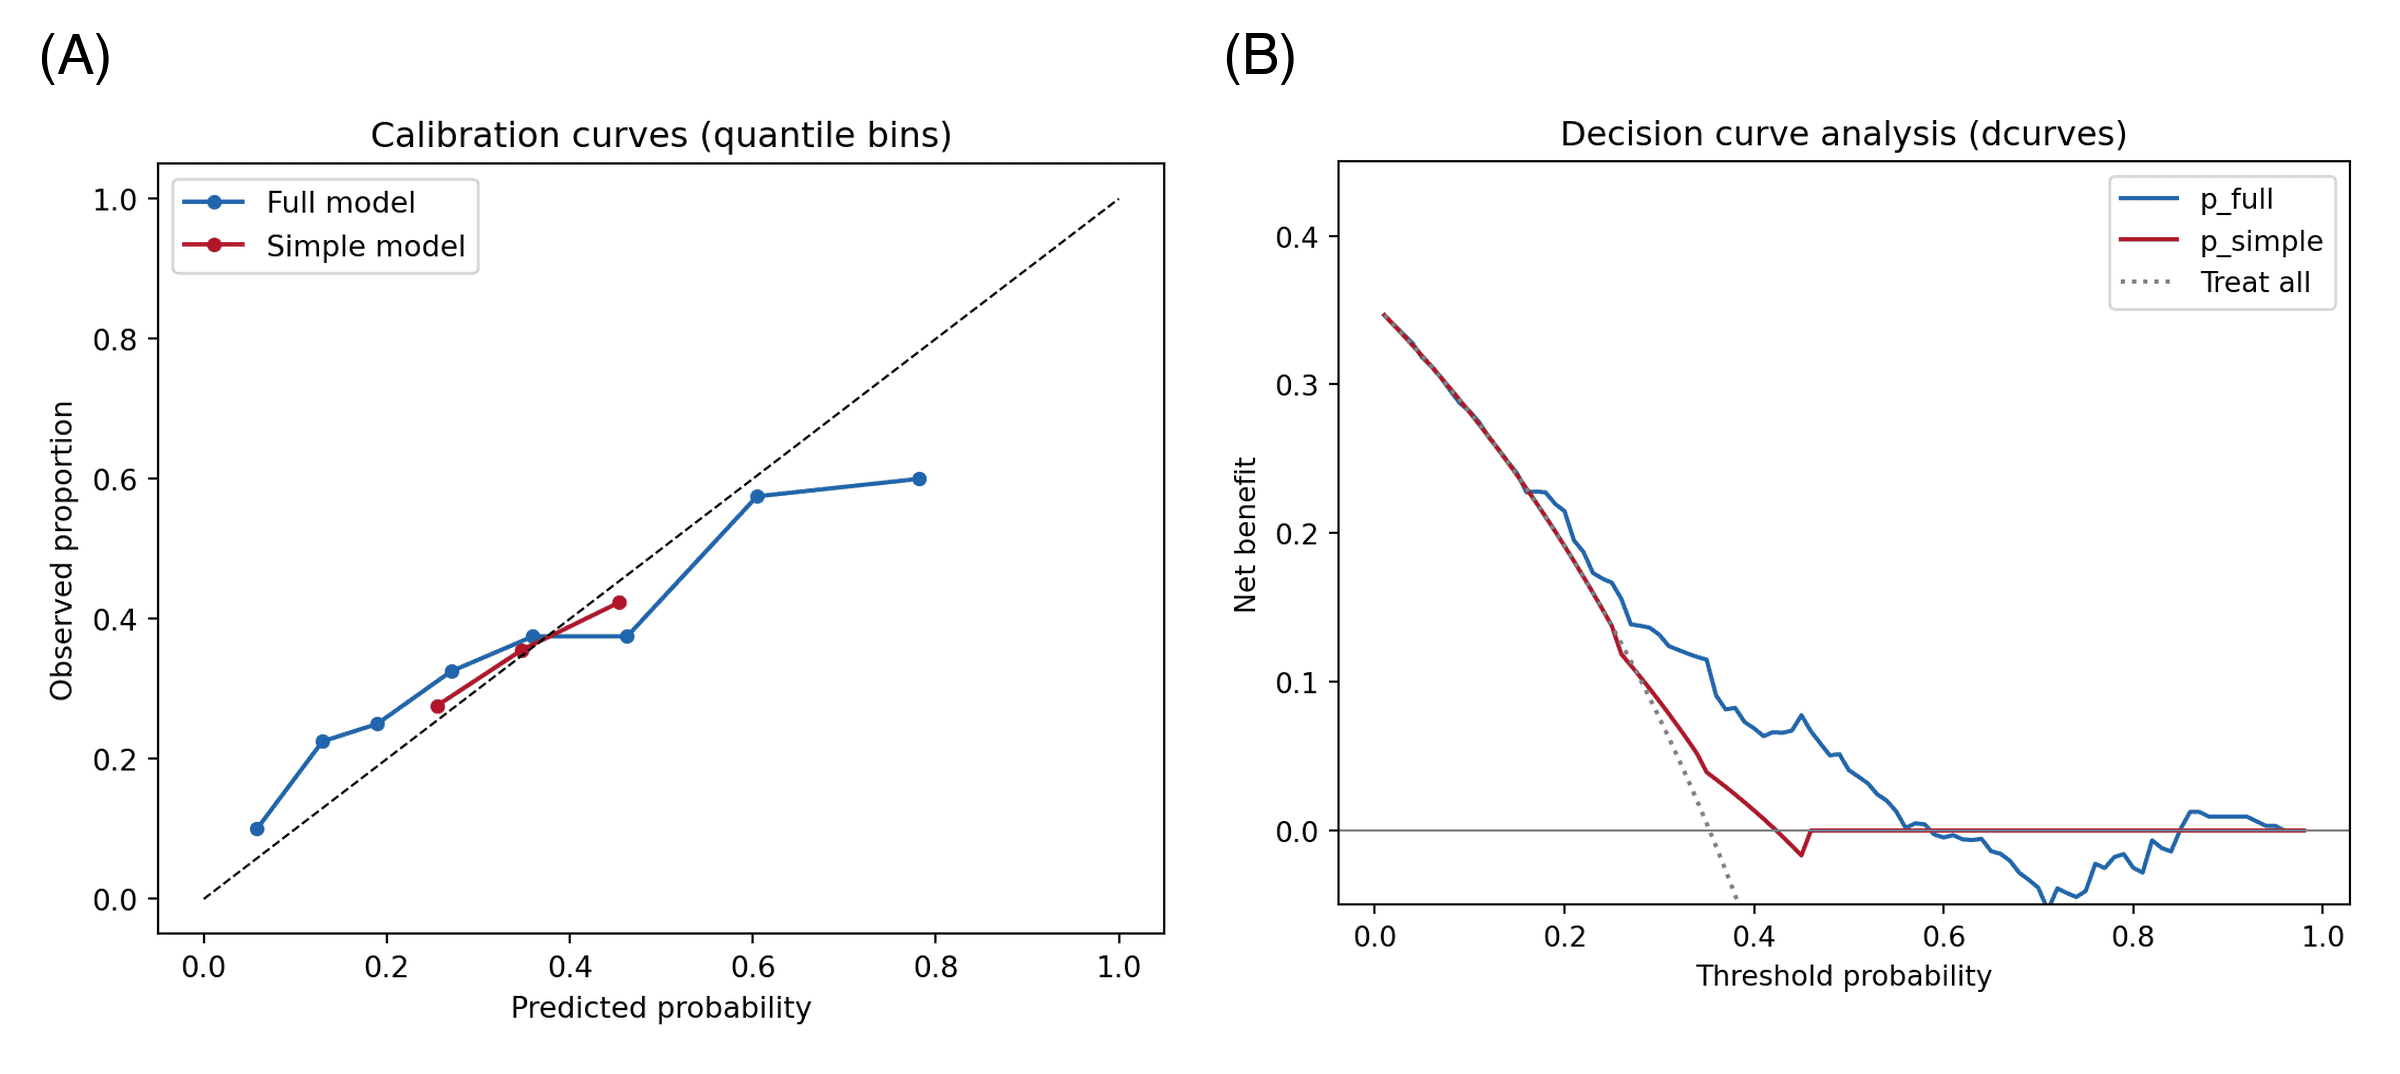 (A)
Calibration curves (quantile bins)
Full model
Simple model
1.0
0.8
0.6
0.4
0.2
0.0
Observed proportion
0.0 0.2 0.4 0.6 0.8 1.0
Predicted probability
(B)
Decision curve analysis (dcurves)
p_full
p_simple
Treat all
0.4
0.3
0.2
0.1
0.0
Net benefit
0.0 0.2 0.4 0.6 0.8 1.0
Threshold probability